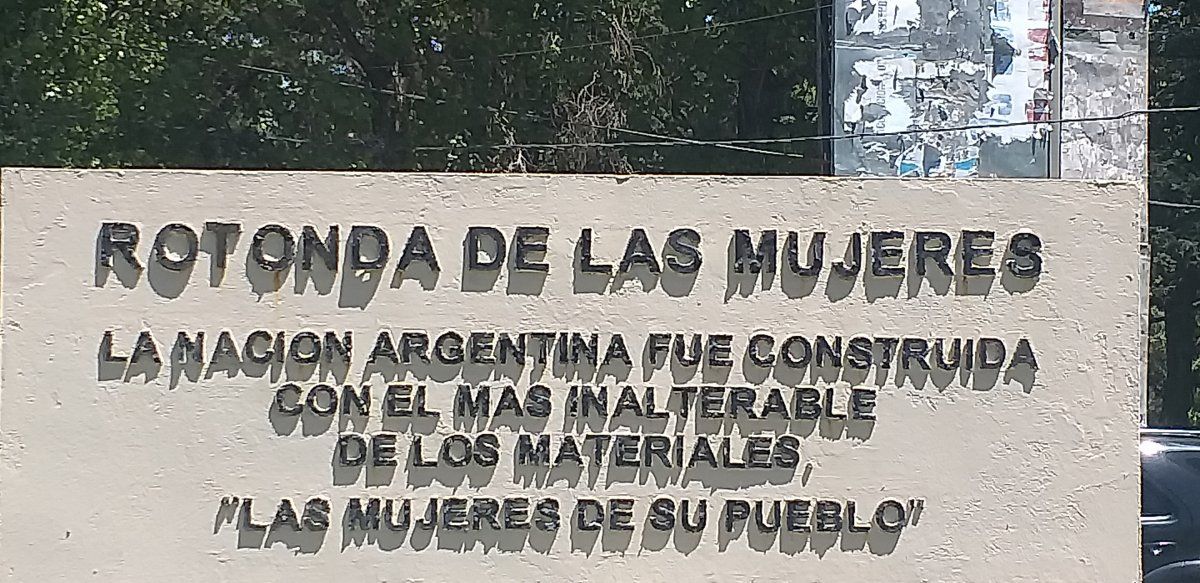 ROTONDA DE LAS MUJERES
LA NACION ARGENTINA FUE CONSTRUIDA
CON EL MAS INALTERABLE
DE LOS MATERIALES,
"LAS MUJERES DE SU PUEBLO"